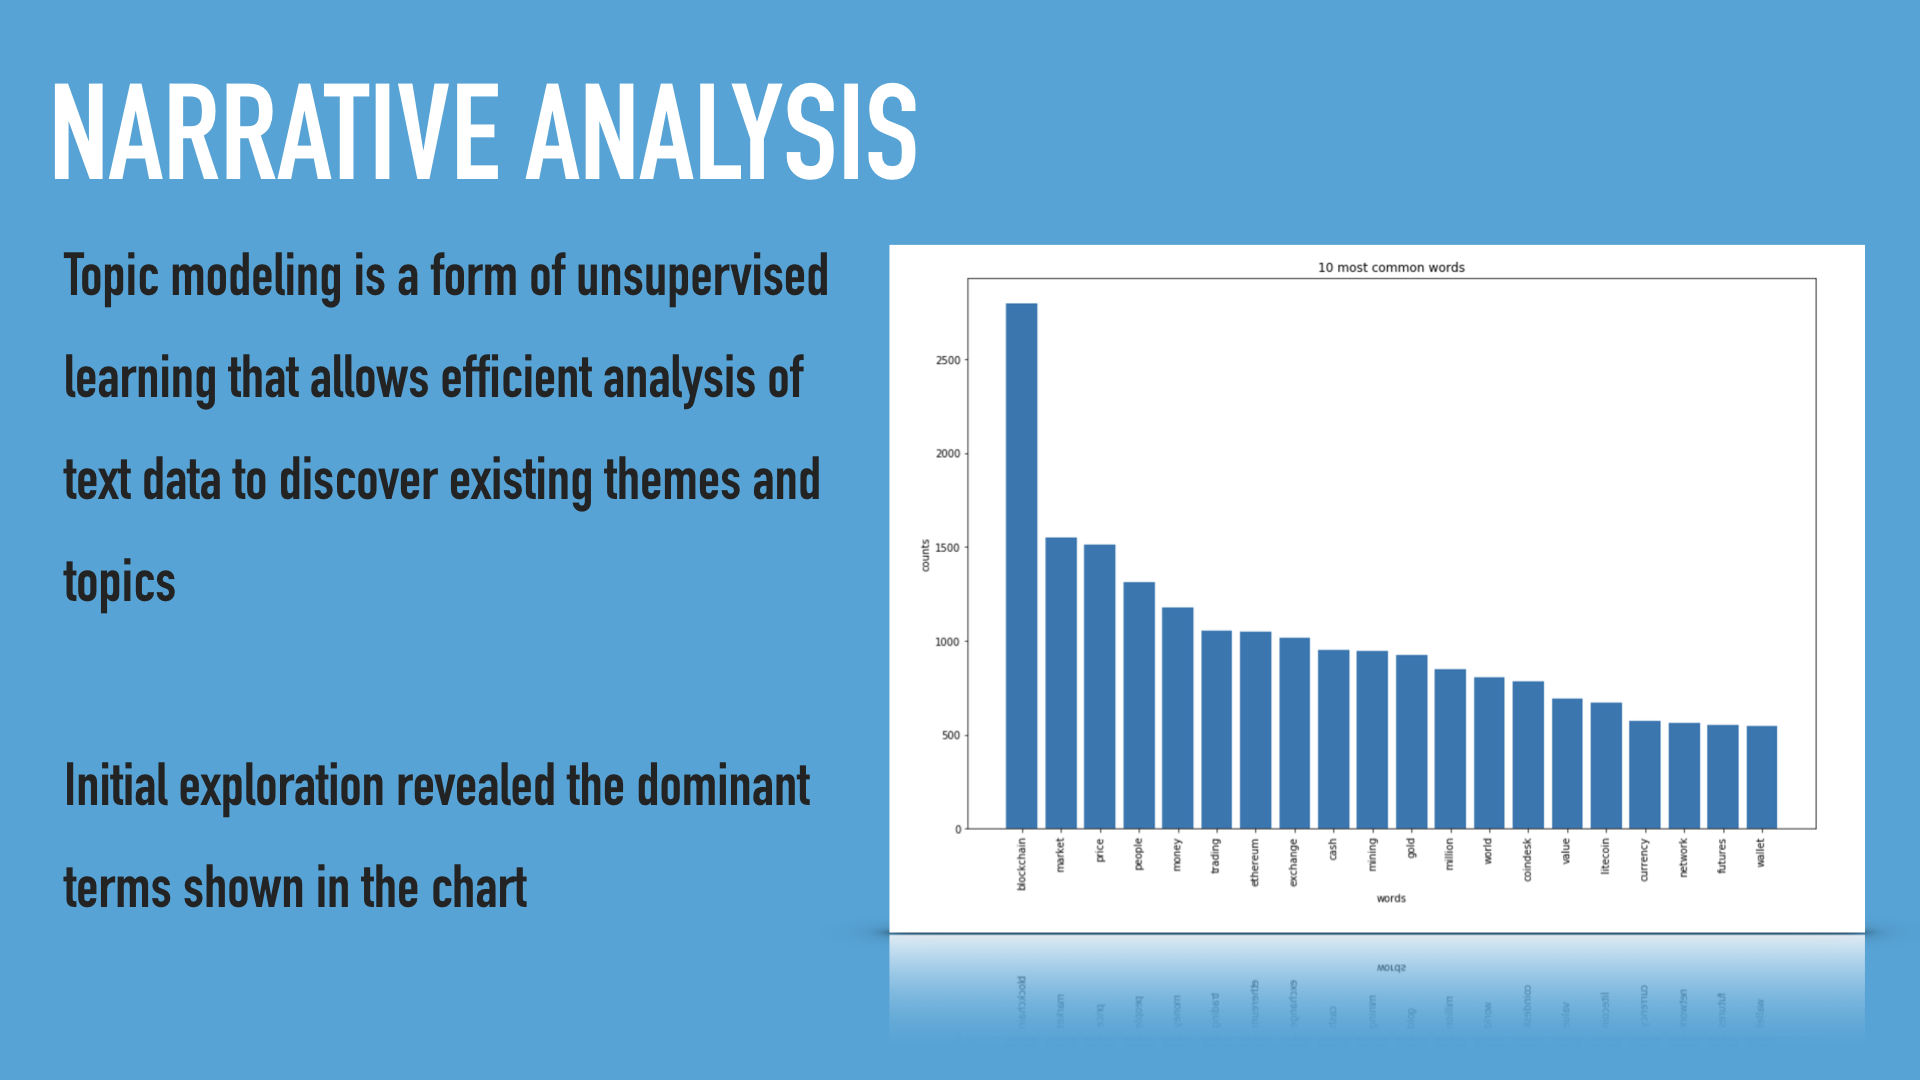 NARRATIVE ANALYSIS
Topic modeling is a form of unsupervised
learning that allows efficient analysis of
text data to discover existing themes and
topics
Initial exploration revealed the dominant
terms shown in the chart
10 most common words
counts
2500
2000
1500
1000
500
0
blockchain
market
price
people
money
trading
ethereum
exchange
cash
mining
gold
million
world
coindesk
value
litecoin
currency
network
futures
wallet
words